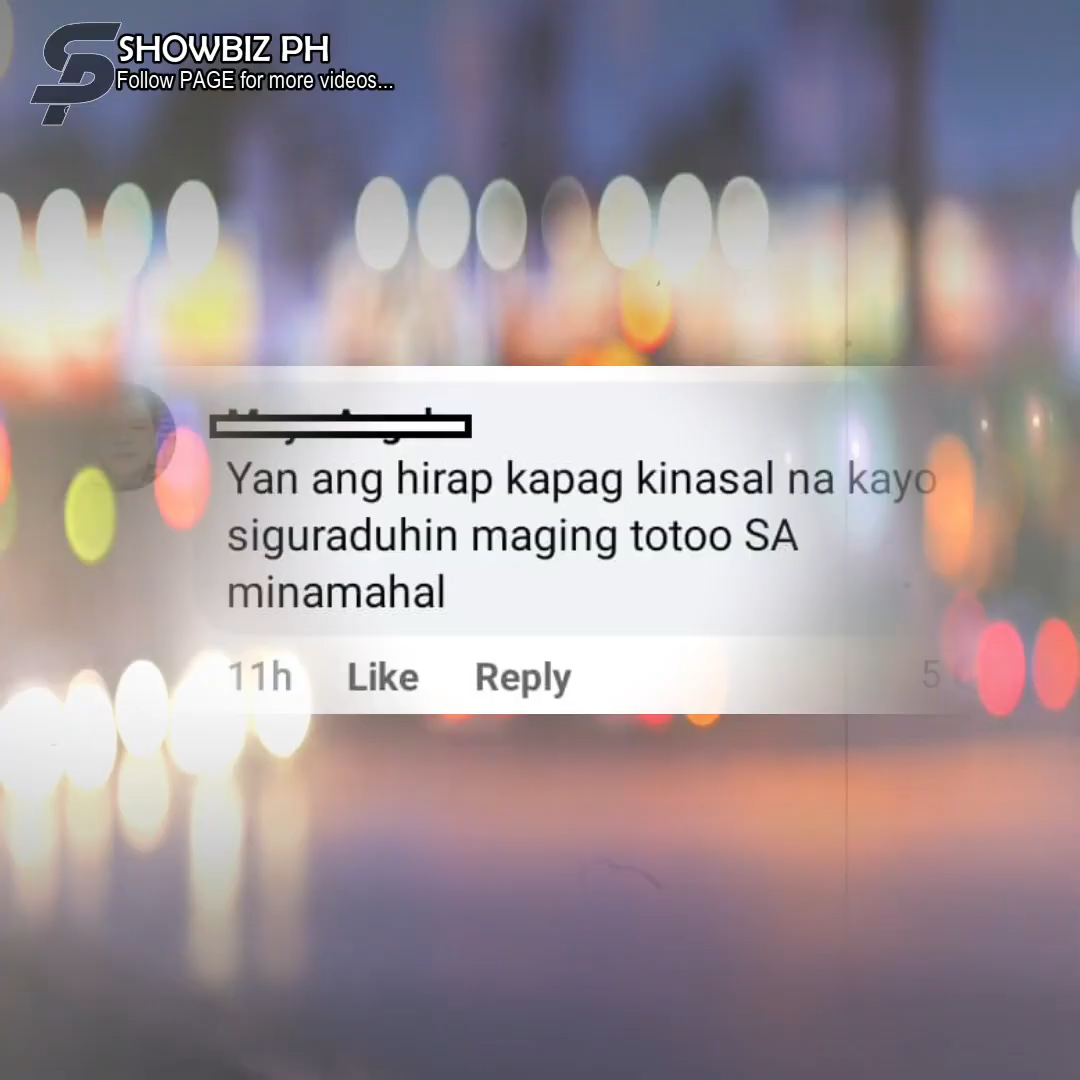 SHOWBIZ PH
Follow PAGE for more videos...
Yan ang hirap kapag kinasal na kayo
siguraduhin maging totoo SA
minamahal
11h Like Reply 5